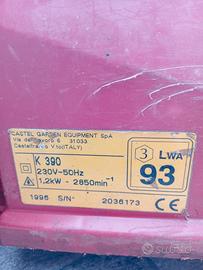 CASTEL GARDEN EQUIPMENT SpA
Via del Lavoro 6 31033
Castelfranco V.to(ITALY)
K 390
230V-50Hz
1,2kW - 2850min⁻¹
1995 S/N° 2036173
3 LWA
93
CE
subito